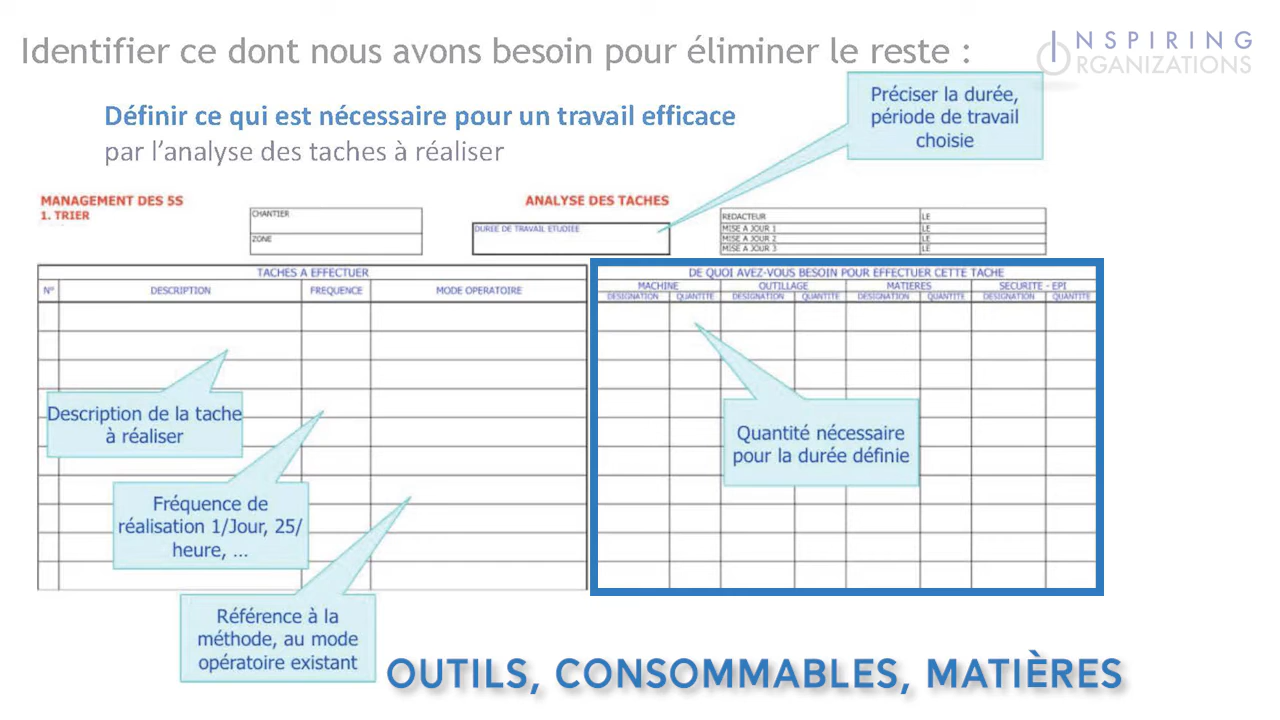 Identifier ce dont nous avons besoin pour éliminer le reste :
INSPIRING
ORGANIZATIONS
Définir ce qui est nécessaire pour un travail efficace
par l'analyse des taches à réaliser
Préciser la durée,
période de travail
choisie
MANAGEMENT DES 5S
1. TRIER
ANALYSE DES TACHES
CHANTIER
ZONE
DUREE DE TRAVAIL ETUDIEE
REDACTEUR LE
MISE A JOUR 1 LE
MISE A JOUR 2 LE
MISE A JOUR 3 LE
TACHES A EFFECTUER
N° DESCRIPTION FREQUENCE MODE OPERATOIRE
DE QUOI AVEZ-VOUS BESOIN POUR EFFECTUER CETTE TACHE
MACHINE OUTILLAGE MATIERES SECURITE - EPI
DESIGNATION QUANTITE DESIGNATION QUANTITE DESIGNATION QUANTITE DESIGNATION QUANTITE
Description de la tache
à réaliser
Quantité nécessaire
pour la durée définie
Fréquence de
réalisation 1/Jour, 25/
heure, ...
Référence à la
méthode, au mode
opératoire existant
OUTILS, CONSOMMABLES, MATIÈRES